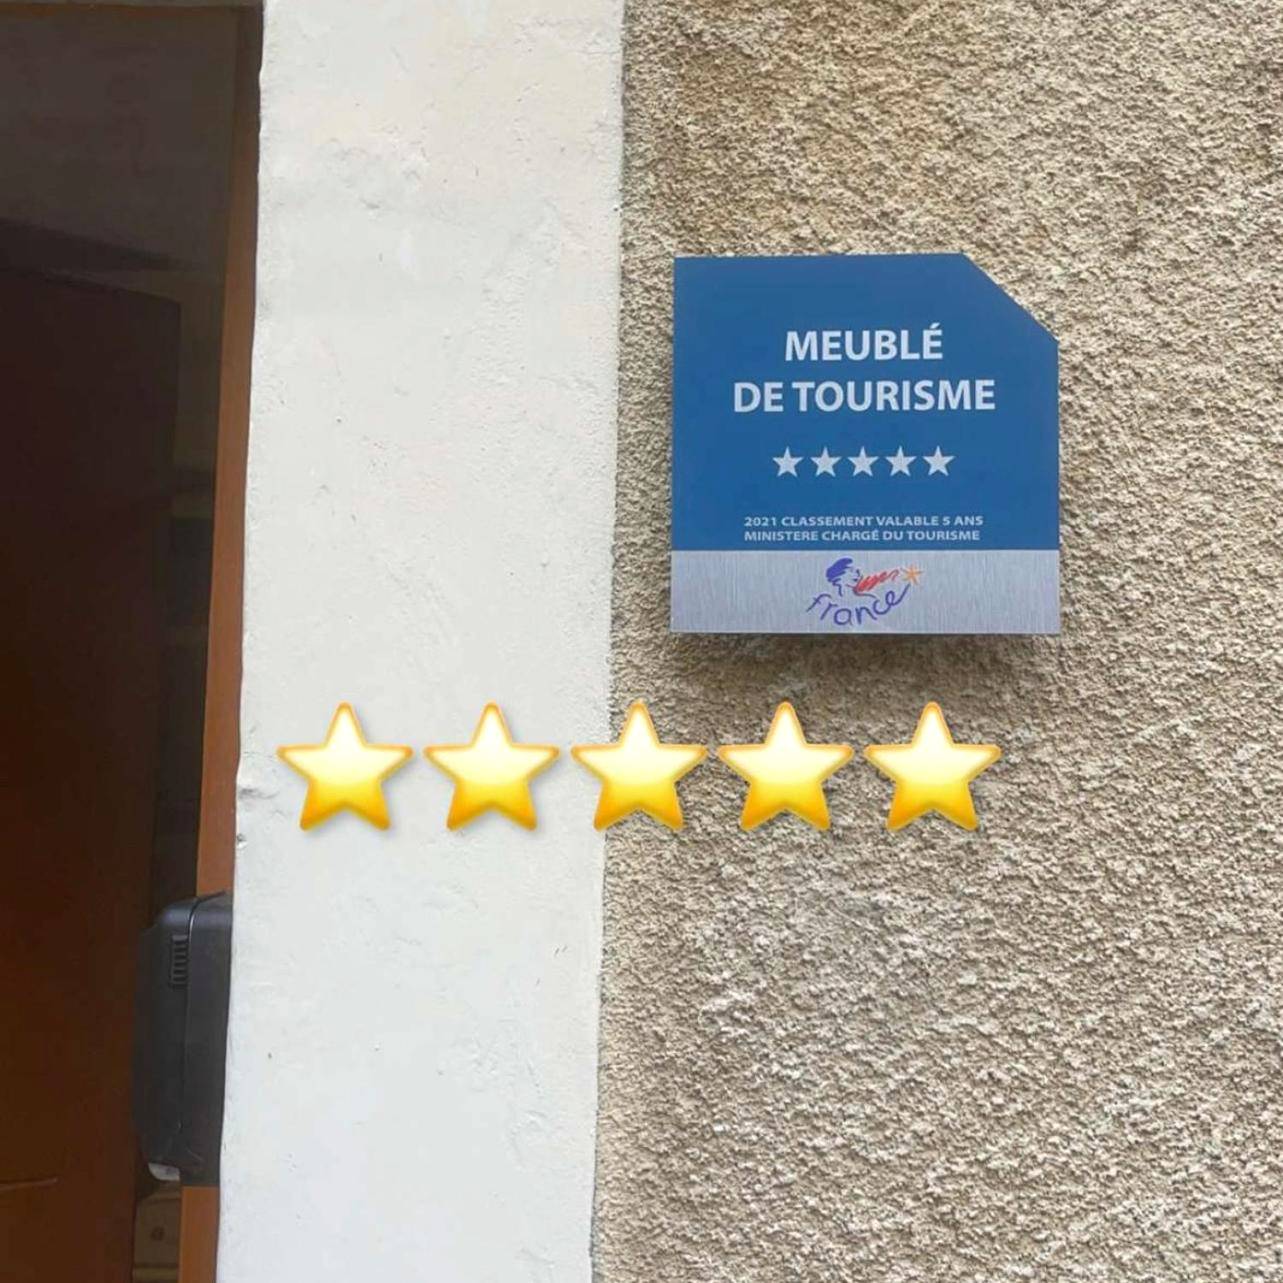 MEUBLÉ
DE TOURISME
2021 CLASSEMENT VALABLE 5 ANS
MINISTERE CHARGÉ DU TOURISME
france